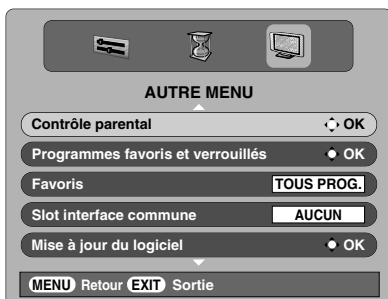 AUTRE MENU
Contrôle parental OK
Programmes favoris et verrouillés OK
Favoris TOUS PROG.
Slot interface commune AUCUN
Mise à jour du logiciel OK
MENU Retour EXIT Sortie